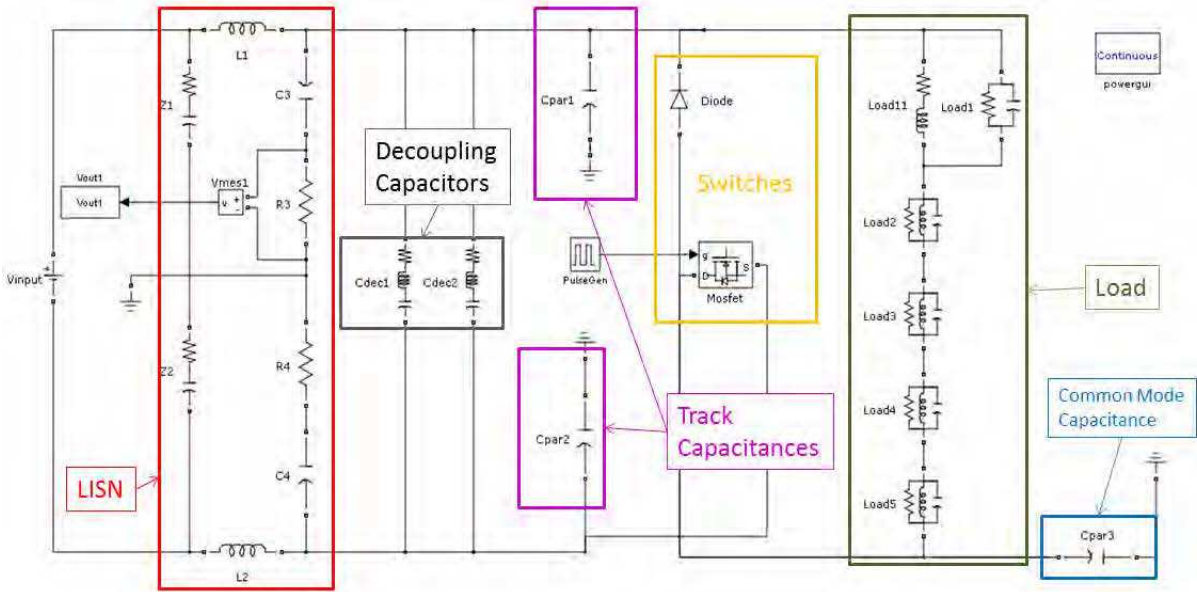 L1
Continuous
powergui
Z1
C3
Cpar1
Diode
Load11
Load1
Decoupling
Capacitors
Switches
Vout1
Vout1
Vmes1
v
+
-
R3
Load2
PulseGen
g
D
S
Mosfet
Vinput
+
Cdec1
Cdec2
Load3
Load
Z2
R4
Load4
Common Mode
Capacitance
Track
Capacitances
Cpar2
LISN
C4
Load5
Cpar3
L2